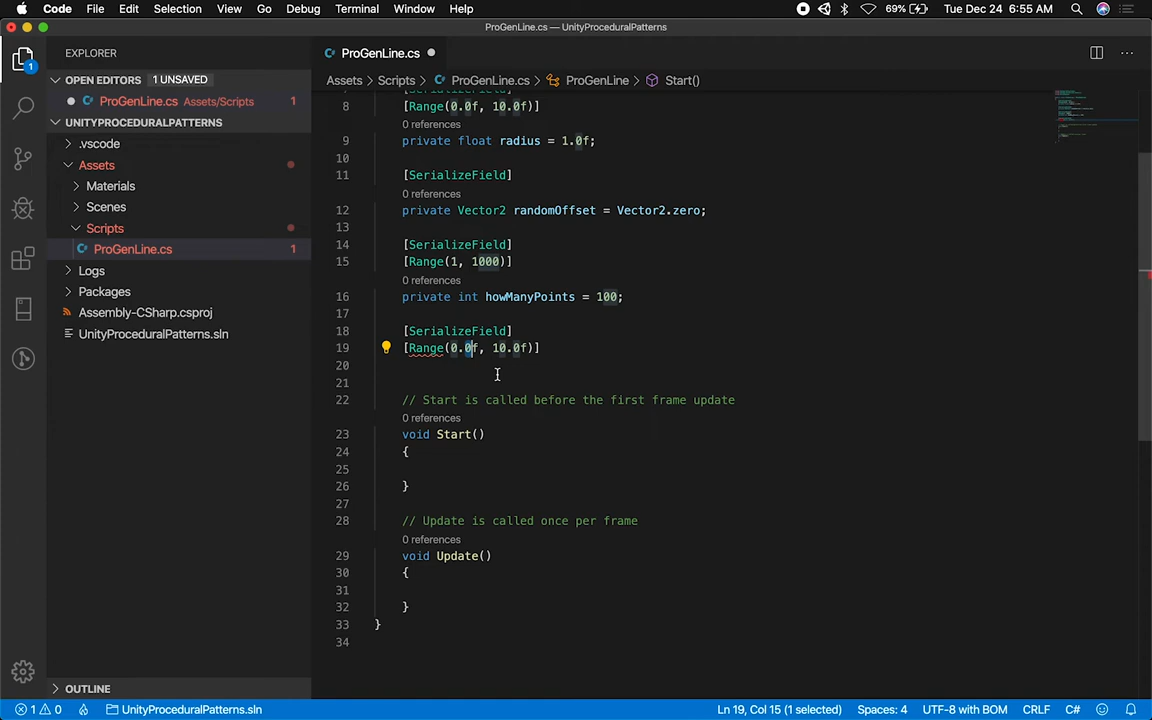 Code File Edit Selection View Go Debug Terminal Window Help 69% Tue Dec 24 6:55 AM
ProGenLine.cs — UnityProceduralPatterns
EXPLORER
ProGenLine.cs
OPEN EDITORS 1 UNSAVED
Assets > Scripts > ProGenLine.cs > ProGenLine > Start()
ProGenLine.cs Assets/Scripts 1
UNITYPROCEDURALPATTERNS
.vscode
Assets
Materials
Scenes
Scripts
ProGenLine.cs 1
Logs
Packages
Assembly-CSharp.csproj
UnityProceduralPatterns.sln
OUTLINE
1
7 [SerializeField]
8 [Range(0.0f, 10.0f)]
0 references
9 private float radius = 1.0f;
10
11 [SerializeField]
0 references
12 private Vector2 randomOffset = Vector2.zero;
13
14 [SerializeField]
15 [Range(1, 1000)]
0 references
16 private int howManyPoints = 100;
17
18 [SerializeField]
19 [Range(0.0f, 10.0f)]
20
21
22 // Start is called before the first frame update
0 references
23 void Start()
24 {
25
26 }
27
28 // Update is called once per frame
0 references
29 void Update()
30 {
31
32 }
33 }
34
1 0 UnityProceduralPatterns.sln Ln 19, Col 15 (1 selected) Spaces: 4 UTF-8 with BOM CRLF C#